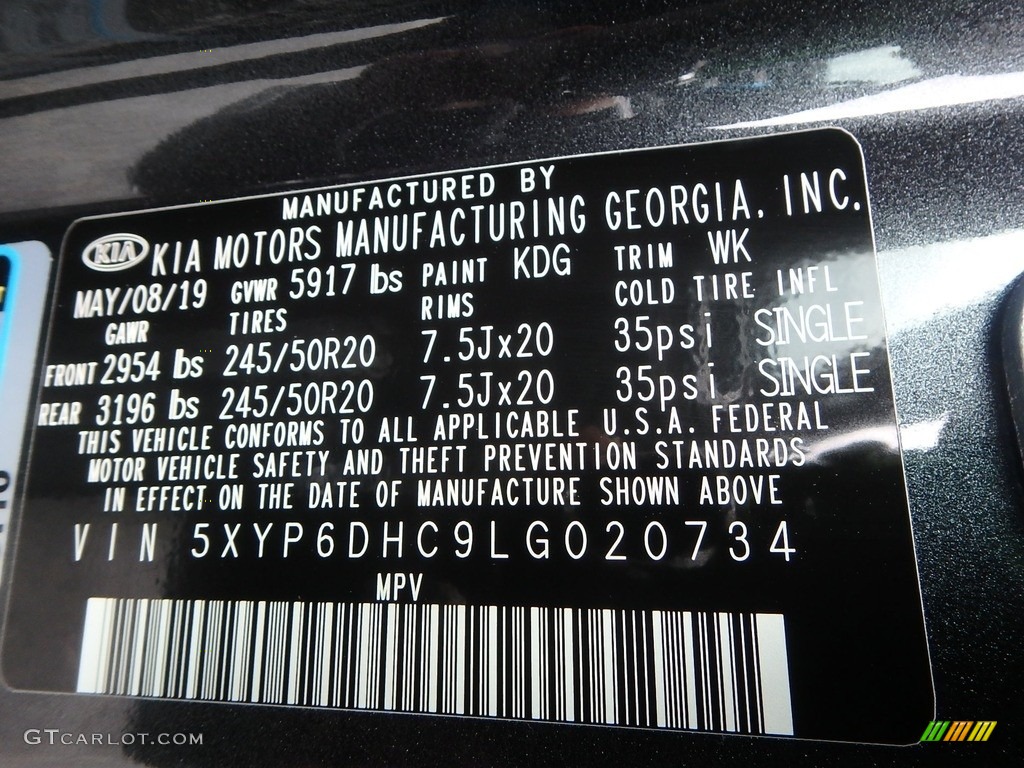 MANUFACTURED BY
KIA KIA MOTORS MANUFACTURING GEORGIA, INC.
MAY/08/19 GVWR 5917 lbs PAINT KDG TRIM WK
GAWR TIRES RIMS COLD TIRE INFL
FRONT 2954 lbs 245/50R20 7.5Jx20 35psi SINGLE
REAR 3196 lbs 245/50R20 7.5Jx20 35psi SINGLE
THIS VEHICLE CONFORMS TO ALL APPLICABLE U.S.A. FEDERAL
MOTOR VEHICLE SAFETY AND THEFT PREVENTION STANDARDS
IN EFFECT ON THE DATE OF MANUFACTURE SHOWN ABOVE
VIN 5XYP6DHC9LG020734
MPV
GTCARLOT.COM